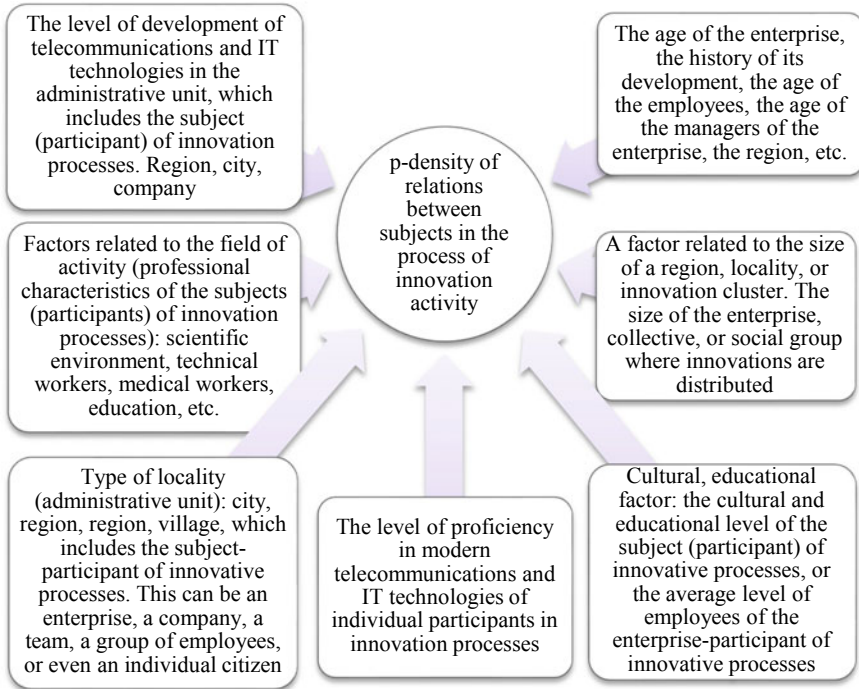 The level of development of
telecommunications and IT
technologies in the
administrative unit, which
includes the subject
(participant) of innovation
processes. Region, city,
company
The age of the enterprise,
the history of its
development, the age of
the employees, the age of
the managers of the
enterprise, the region, etc.
p-density of
relations
between
subjects in the
process of
innovation
activity
Factors related to the field of
activity (professional
characteristics of the subjects
(participants) of innovation
processes): scientific
environment, technical
workers, medical workers,
education, etc.
A factor related to the size
of a region, locality, or
innovation cluster. The
size of the enterprise,
collective, or social group
where innovations are
distributed
Type of locality
(administrative unit): city,
region, region, village, which
includes the subject-
participant of innovative
processes. This can be an
enterprise, a company, a
team, a group of employees,
or even an individual citizen
The level of proficiency
in modern
telecommunications and
IT technologies of
individual participants in
innovation processes
Cultural, educational
factor: the cultural and
educational level of the
subject (participant) of
innovative processes, or
the average level of
employees of the
enterprise-participant of
innovative processes